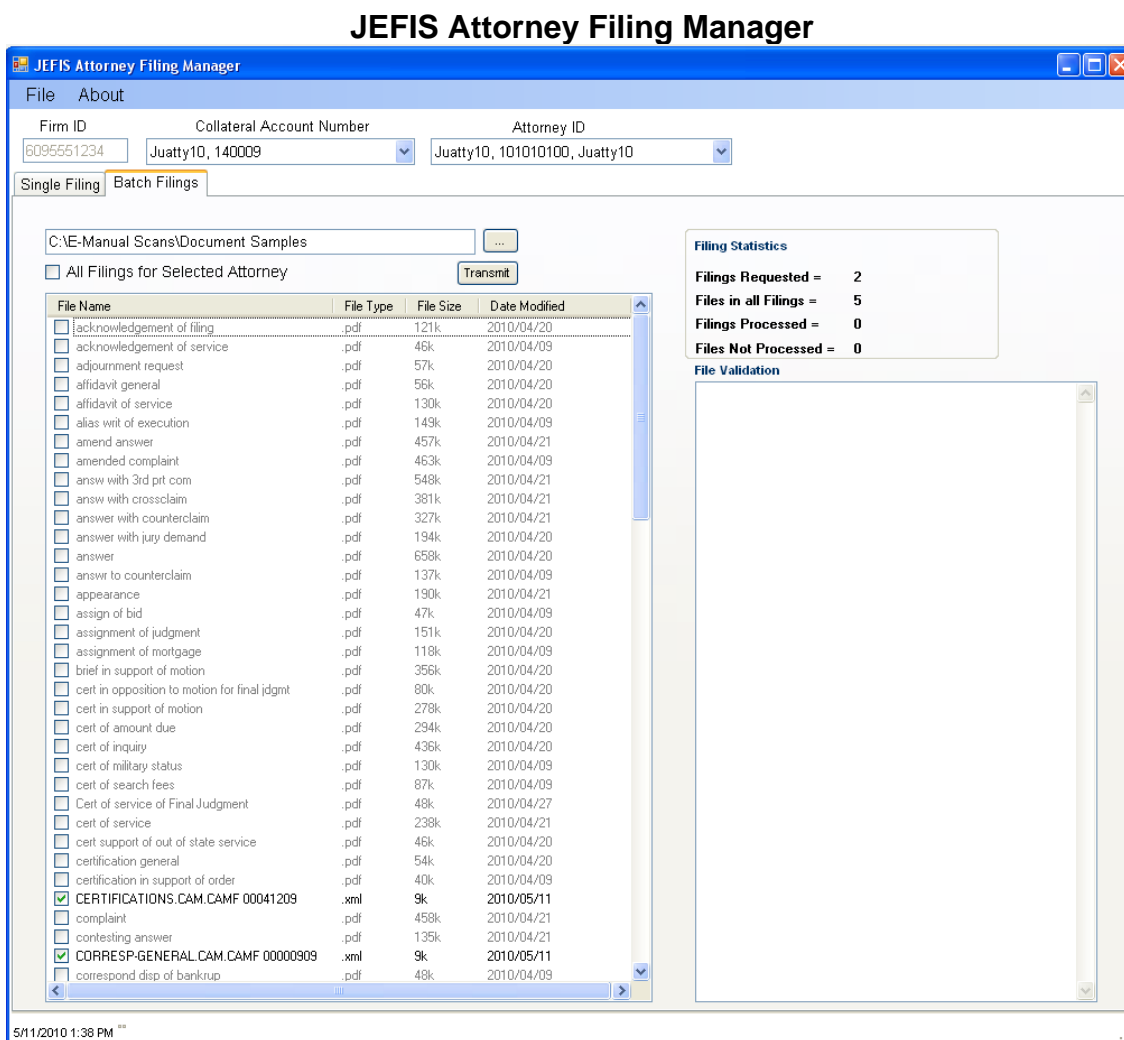 JEFIS Attorney Filing Manager
JEFIS Attorney Filing Manager
File About
Firm ID Collateral Account Number Attorney ID
6095551234 Juatty10, 140009 Juatty10, 101010100, Juatty10
Single Filing Batch Filings
C:\E-Manual Scans\Document Samples ...
All Filings for Selected Attorney Transmit
File Name File Type File Size Date Modified
acknowledgement of filing .pdf 121k 2010/04/20
acknowledgement of service .pdf 46k 2010/04/09
adjournment request .pdf 57k 2010/04/20
affidavit general .pdf 56k 2010/04/20
affidavit of service .pdf 130k 2010/04/20
alias writ of execution .pdf 149k 2010/04/09
amend answer .pdf 457k 2010/04/21
amended complaint .pdf 463k 2010/04/09
answ with 3rd prt com .pdf 548k 2010/04/21
answ with crossclaim .pdf 381k 2010/04/21
answer with counterclaim .pdf 327k 2010/04/21
answer with jury demand .pdf 194k 2010/04/20
answer .pdf 658k 2010/04/20
answr to counterclaim .pdf 137k 2010/04/09
appearance .pdf 190k 2010/04/21
assign of bid .pdf 47k 2010/04/09
assignment of judgment .pdf 151k 2010/04/20
assignment of mortgage .pdf 118k 2010/04/09
brief in support of motion .pdf 356k 2010/04/20
cert in opposition to motion for final jdgmt .pdf 80k 2010/04/20
cert in support of motion .pdf 278k 2010/04/20
cert of amount due .pdf 294k 2010/04/20
cert of inquiry .pdf 436k 2010/04/20
cert of military status .pdf 130k 2010/04/09
cert of search fees .pdf 87k 2010/04/09
Cert of service of Final Judgment .pdf 48k 2010/04/27
cert of service .pdf 238k 2010/04/21
cert support of out of state service .pdf 46k 2010/04/20
certification general .pdf 54k 2010/04/20
certification in support of order .pdf 40k 2010/04/09
CERTIFICATIONS.CAM.CAMF 00041209 .xml 9k 2010/05/11
complaint .pdf 458k 2010/04/21
contesting answer .pdf 135k 2010/04/21
CORRESP-GENERAL.CAM.CAMF 00000909 .xml 9k 2010/05/11
correspond disp of bankrup .pdf 48k 2010/04/09
Filing Statistics
Filings Requested = 2
Files in all Filings = 5
Filings Processed = 0
Files Not Processed = 0
File Validation
5/11/2010 1:38 PM ""